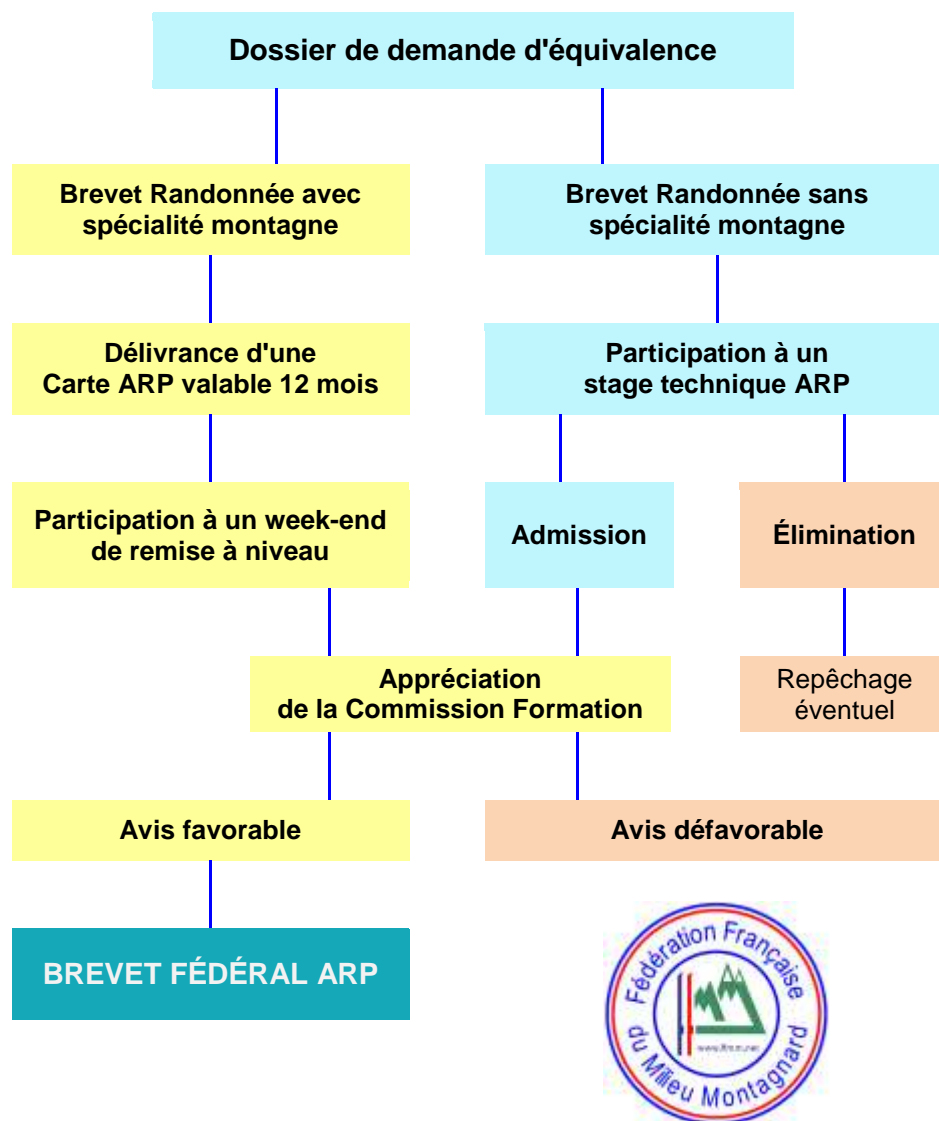 Dossier de demande d'équivalence
Brevet Randonnée avec
spécialité montagne
Brevet Randonnée sans
spécialité montagne
Délivrance d'une
Carte ARP valable 12 mois
Participation à un
stage technique ARP
Participation à un week-end
de remise à niveau
Admission
Élimination
Appréciation
de la Commission Formation
Repêchage
éventuel
Avis favorable
Avis défavorable
BREVET FÉDÉRAL ARP
Fédération Française
du Milieu Montagnard